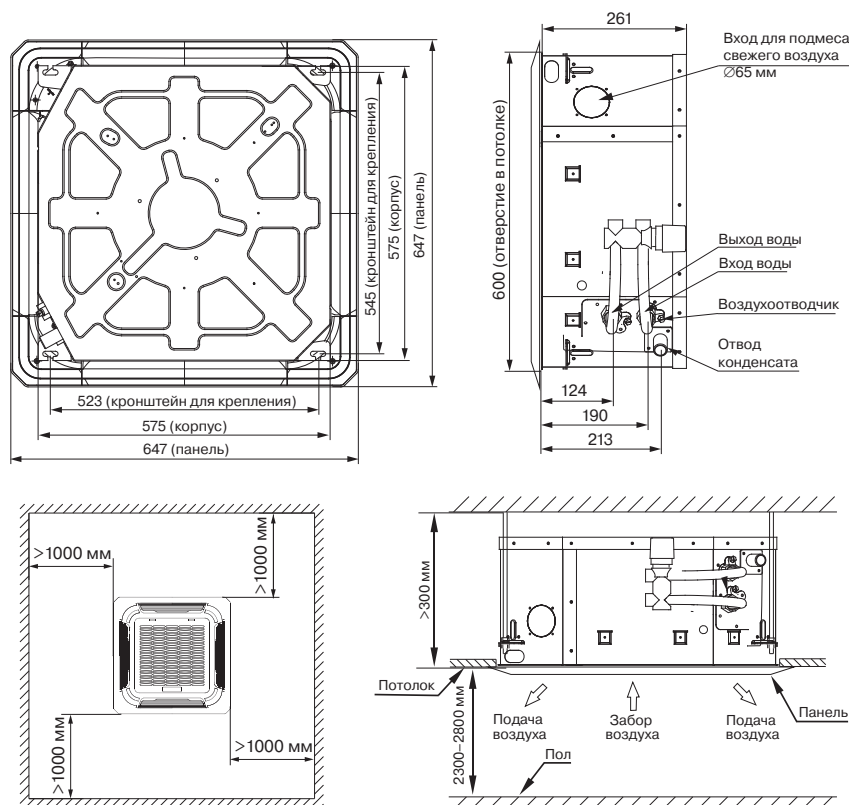 545 (кронштейн для крепления)
575 (корпус)
647 (панель)
523 (кронштейн для крепления)
575 (корпус)
647 (панель)
261
Вход для подмеса
свежего воздуха
∅65 мм
600 (отверстие в потолке)
Выход воды
Вход воды
Воздухоотводчик
Отвод
конденсата
124
190
213
>1000 мм
>1000 мм
>1000 мм
>1000 мм
>300 мм
Потолок
2300–2800 мм
Подача
воздуха
Забор
воздуха
Подача
воздуха
Панель
Пол